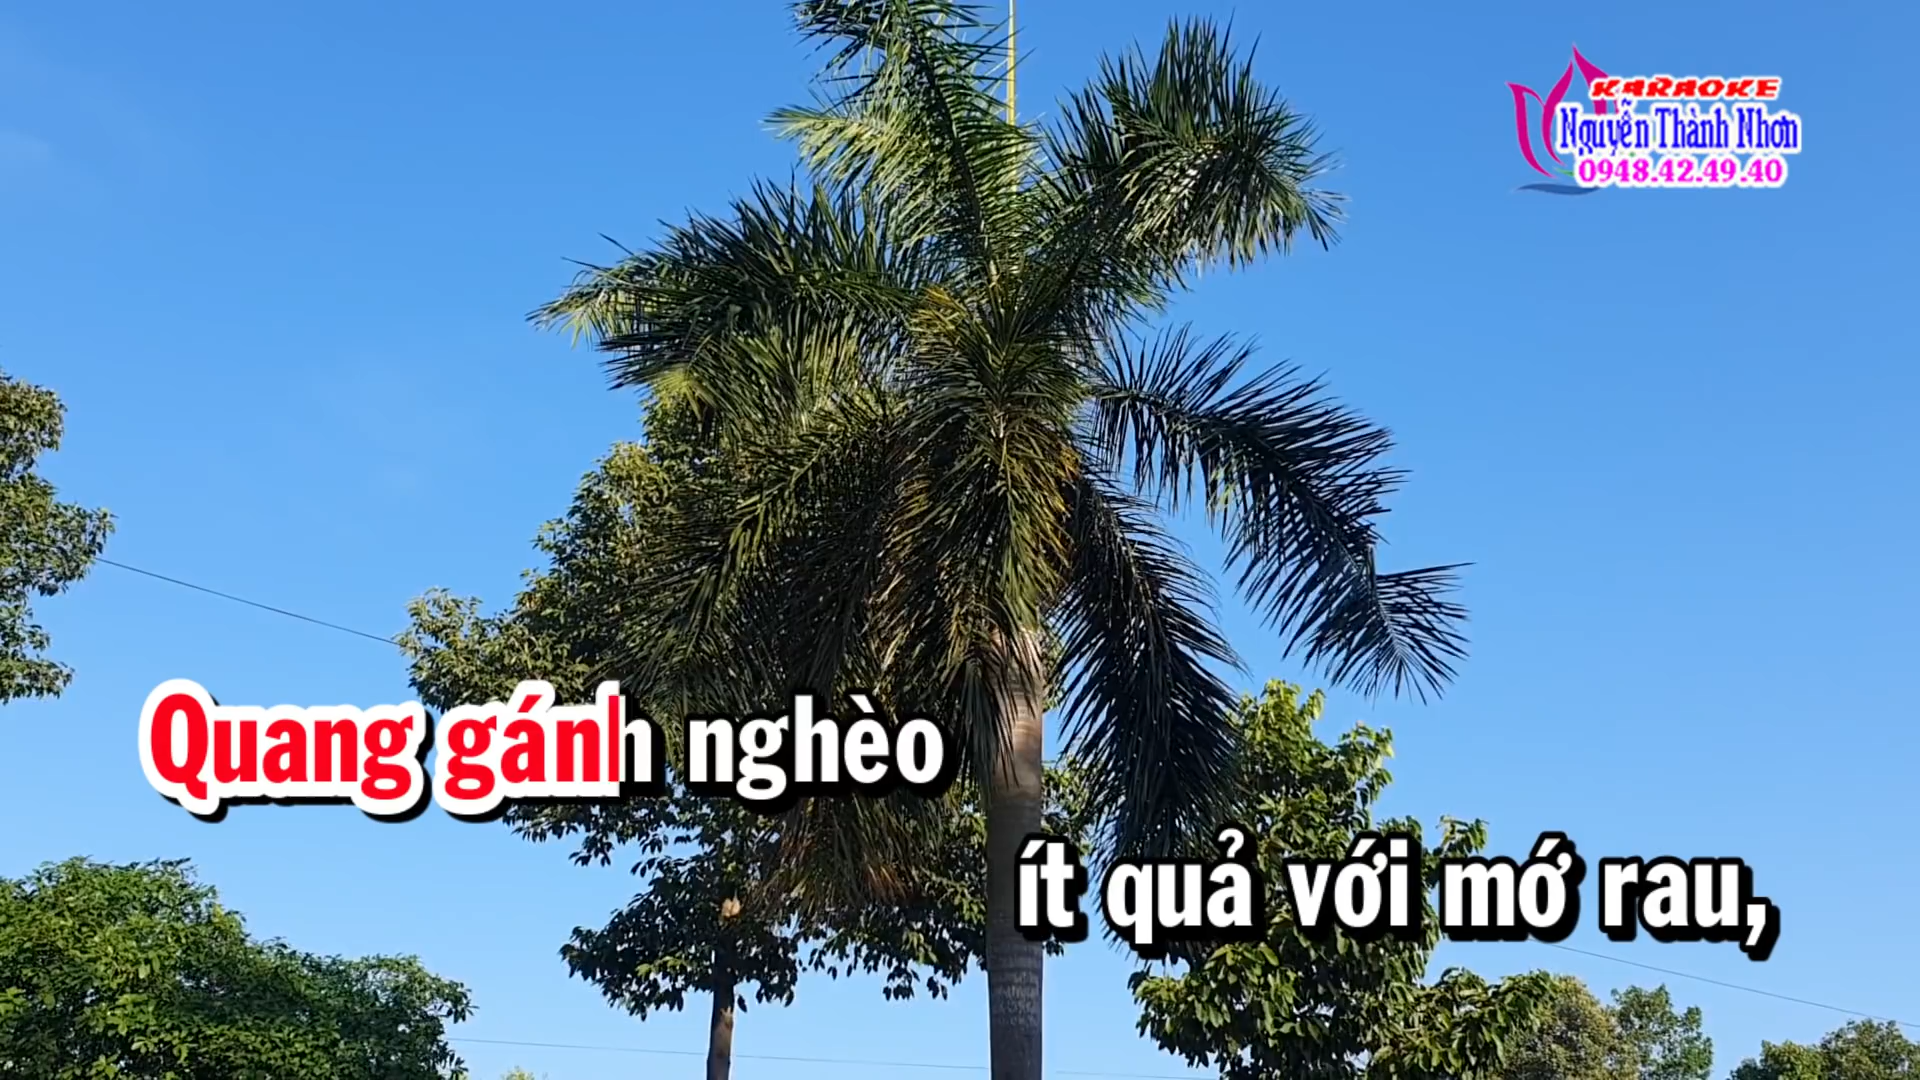 KARAOKE
Nguyễn Thành Nhơn
0948.42.49.40
Quang gánh nghèo
ít quả với mớ rau,